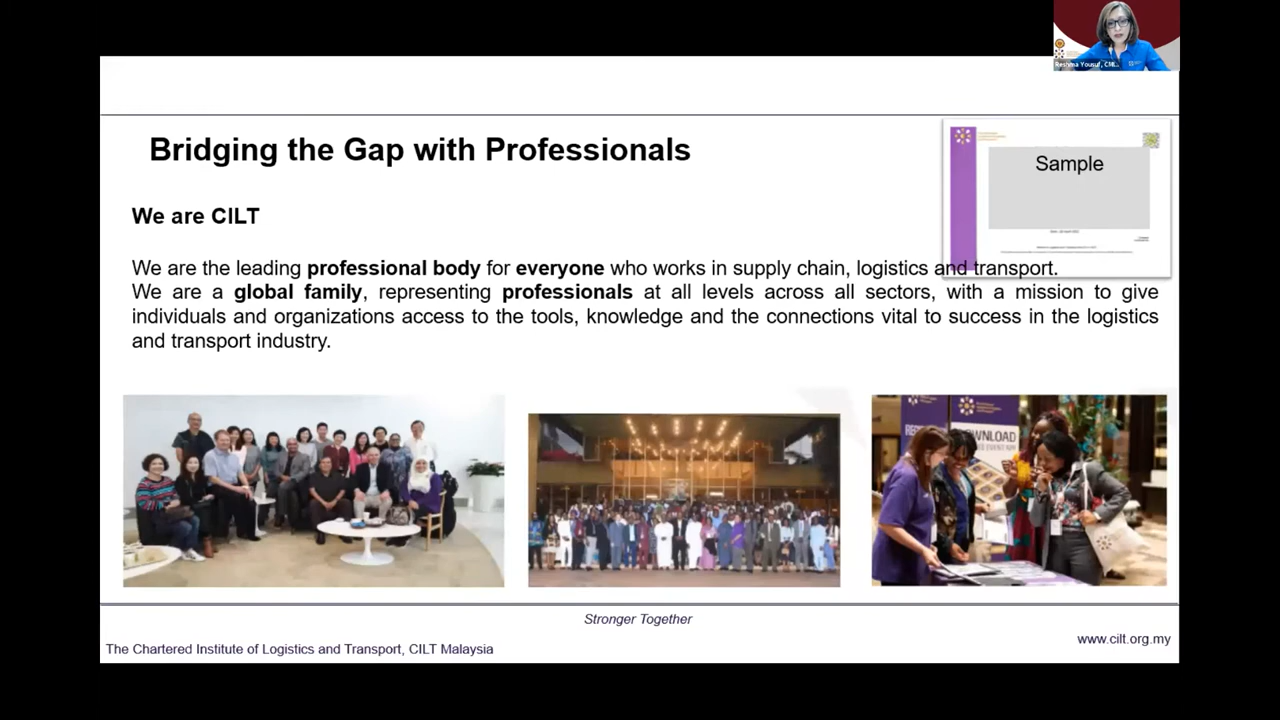 Reshma Yousuf, CMIL...
Bridging the Gap with Professionals
Sample
We are CILT
We are the leading professional body for everyone who works in supply chain, logistics and transport.
We are a global family, representing professionals at all levels across all sectors, with a mission to give
individuals and organizations access to the tools, knowledge and the connections vital to success in the logistics
and transport industry.
Stronger Together
www.cilt.org.my
The Chartered Institute of Logistics and Transport, CILT Malaysia